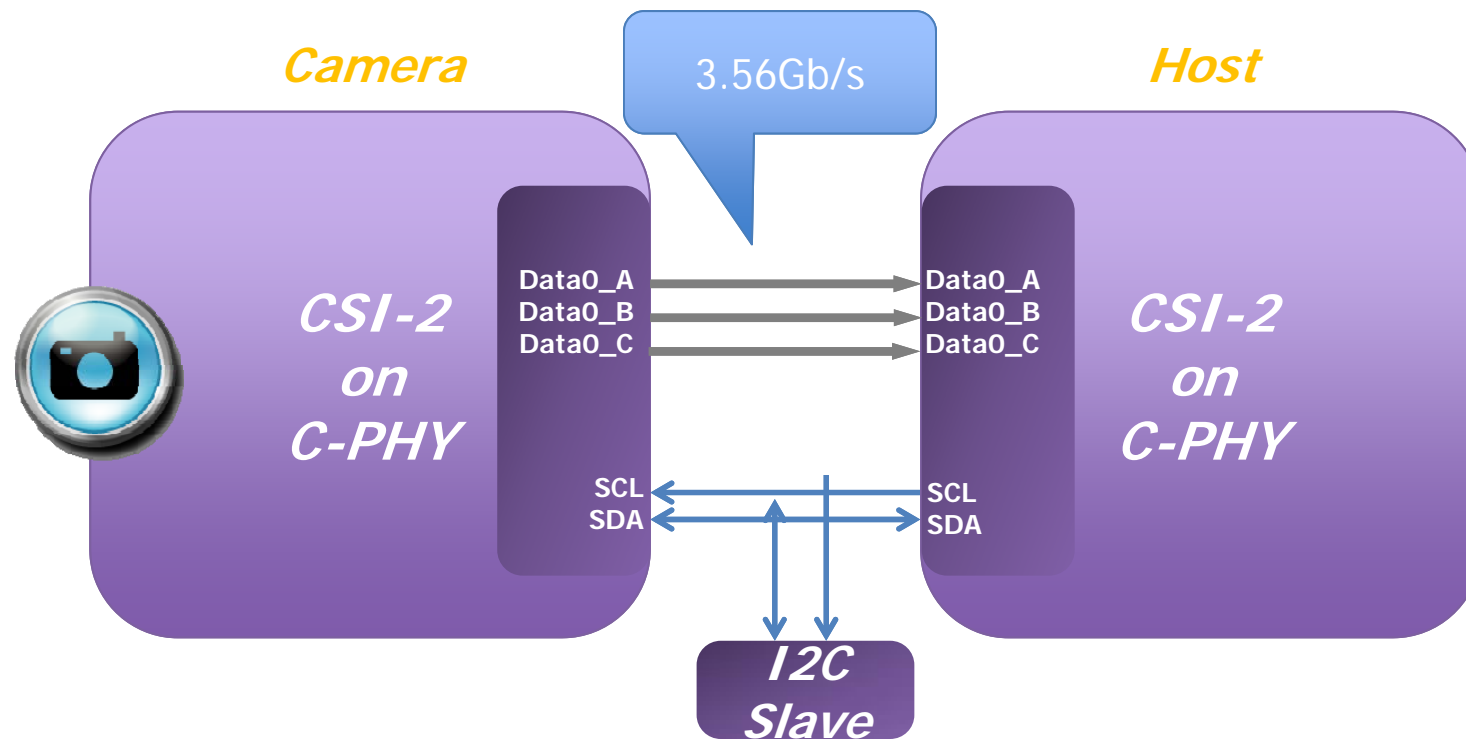 Camera
3.56Gb/s
Host
CSI-2
on
C-PHY
Data0_A
Data0_B
Data0_C
SCL
SDA
Data0_A
Data0_B
Data0_C
SCL
SDA
CSI-2
on
C-PHY
I2C
Slave